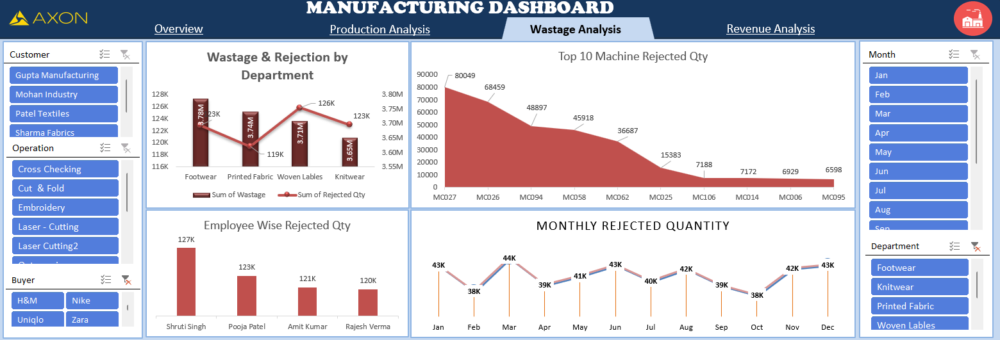 MANUFACTURING DASHBOARD
AXON
Overview
Production Analysis
Wastage Analysis
Revenue Analysis
Customer
Gupta Manufacturing
Mohan Industry
Patel Textiles
Sharma Fabrics
Operation
Cross Checking
Cut & Fold
Embroidery
Laser - Cutting
Laser Cutting2
Buyer
H&M
Nike
Uniqlo
Zara
Wastage & Rejection by
Department
128K
126K
124K
122K
120K
118K
116K
3.80M
3.75M
3.70M
3.65M
3.60M
3.55M
3.78M
3.74M
3.71M
3.65M
23K
119K
126K
123K
Footwear
Printed Fabric
Woven Lables
Knitwear
Sum of Wastage
Sum of Rejected Qty
Top 10 Machine Rejected Qty
90000
80000
70000
60000
50000
40000
30000
20000
10000
0
80049
68459
48897
45918
36687
15383
7188
7172
6929
6598
MC027
MC026
MC094
MC058
MC062
MC025
MC106
MC014
MC006
MC095
Employee Wise Rejected Qty
127K
123K
121K
120K
Shruti Singh
Pooja Patel
Amit Kumar
Rajesh Verma
MONTHLY REJECTED QUANTITY
43K
38K
44K
39K
41K
43K
40K
42K
39K
38K
42K
43K
Jan
Feb
Mar
Apr
May
Jun
Jul
Aug
Sep
Oct
Nov
Dec
Month
Jan
Feb
Mar
Apr
May
Jun
Jul
Aug
Sep
Department
Footwear
Knitwear
Printed Fabric
Woven Lables